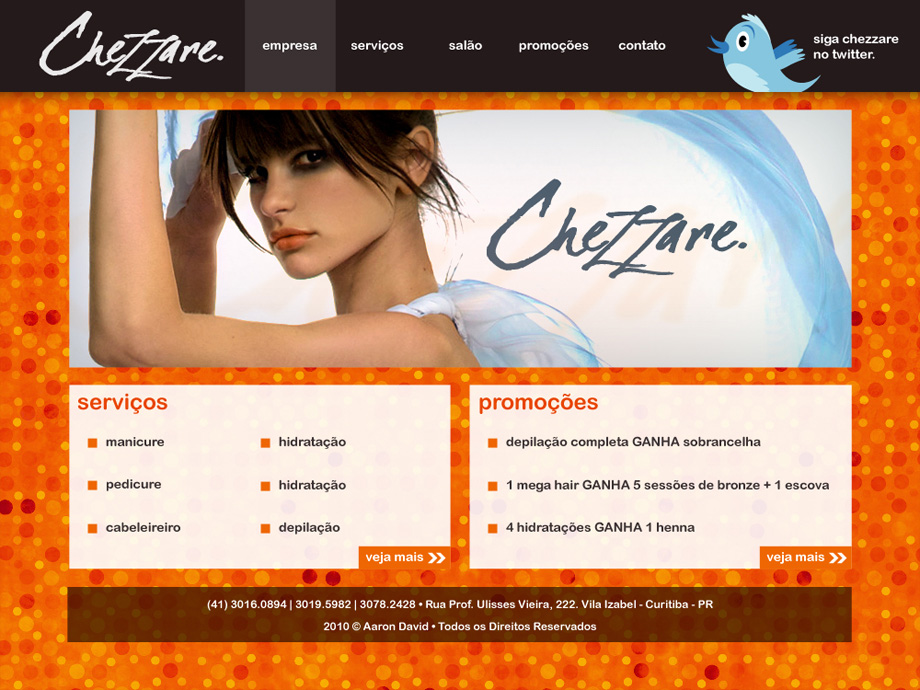 Chezzare.
empresa
serviços
salão
promoções
contato
siga chezzare
no twitter.
Chezzare.
serviços
manicure
hidratação
pedicure
hidratação
cabeleireiro
depilação
veja mais
promoções
depilação completa GANHA sobrancelha
1 mega hair GANHA 5 sessões de bronze + 1 escova
4 hidratações GANHA 1 henna
veja mais
(41) 3016.0894 | 3019.5982 | 3078.2428 • Rua Prof. Ulisses Vieira, 222. Vila Izabel - Curitiba - PR
2010 © Aaron David • Todos os Direitos Reservados